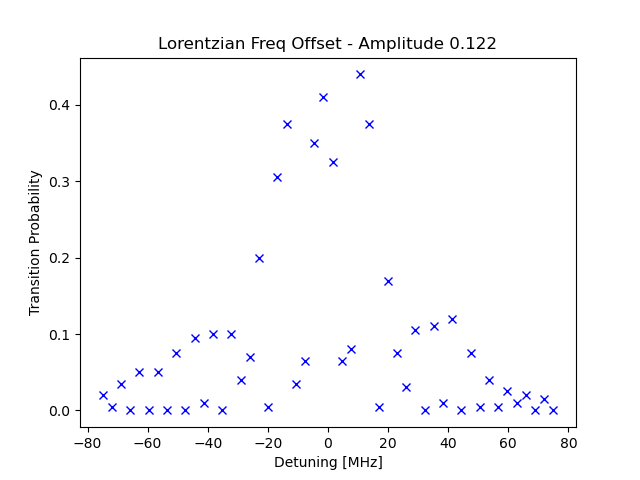 Lorentzian Freq Offset - Amplitude 0.122
Transition Probability
0.4
0.3
0.2
0.1
0.0
−80 −60 −40 −20 0 20 40 60 80
Detuning [MHz]